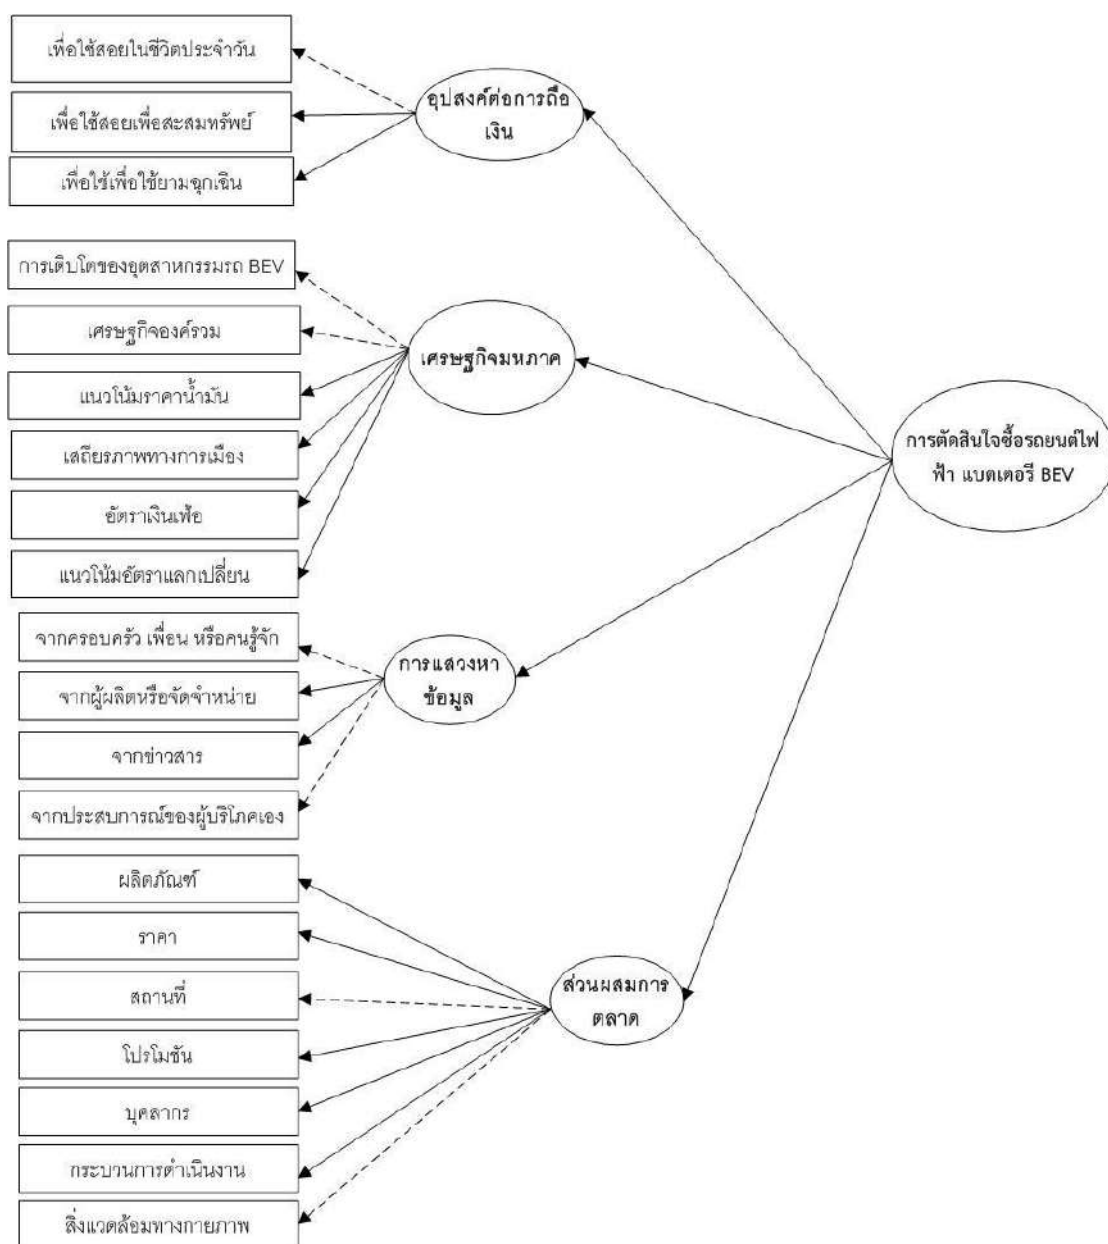 เพื่อใช้สอยในชีวิตประจำวัน
เพื่อใช้สอยเพื่อสะสมทรัพย์
เพื่อใช้เพื่อใช้ยามฉุกเฉิน
อุปสงค์ต่อการถือ
เงิน
การเติบโตของอุตสาหกรรมรถ BEV
เศรษฐกิจองค์รวม
แนวโน้มราคาน้ำมัน
เสถียรภาพทางการเมือง
อัตราเงินเฟ้อ
แนวโน้มอัตราแลกเปลี่ยน
เศรษฐกิจมหภาค
การตัดสินใจซื้อรถยนต์ไฟ
ฟ้า แบตเตอรี BEV
จากครอบครัว เพื่อน หรือคนรู้จัก
จากผู้ผลิตหรือจัดจำหน่าย
จากข่าวสาร
จากประสบการณ์ของผู้บริโภคเอง
การแสวงหา
ข้อมูล
ผลิตภัณฑ์
ราคา
สถานที่
โปรโมชัน
บุคลากร
กระบวนการดำเนินงาน
สิ่งแวดล้อมทางกายภาพ
ส่วนผสมการ
ตลาด